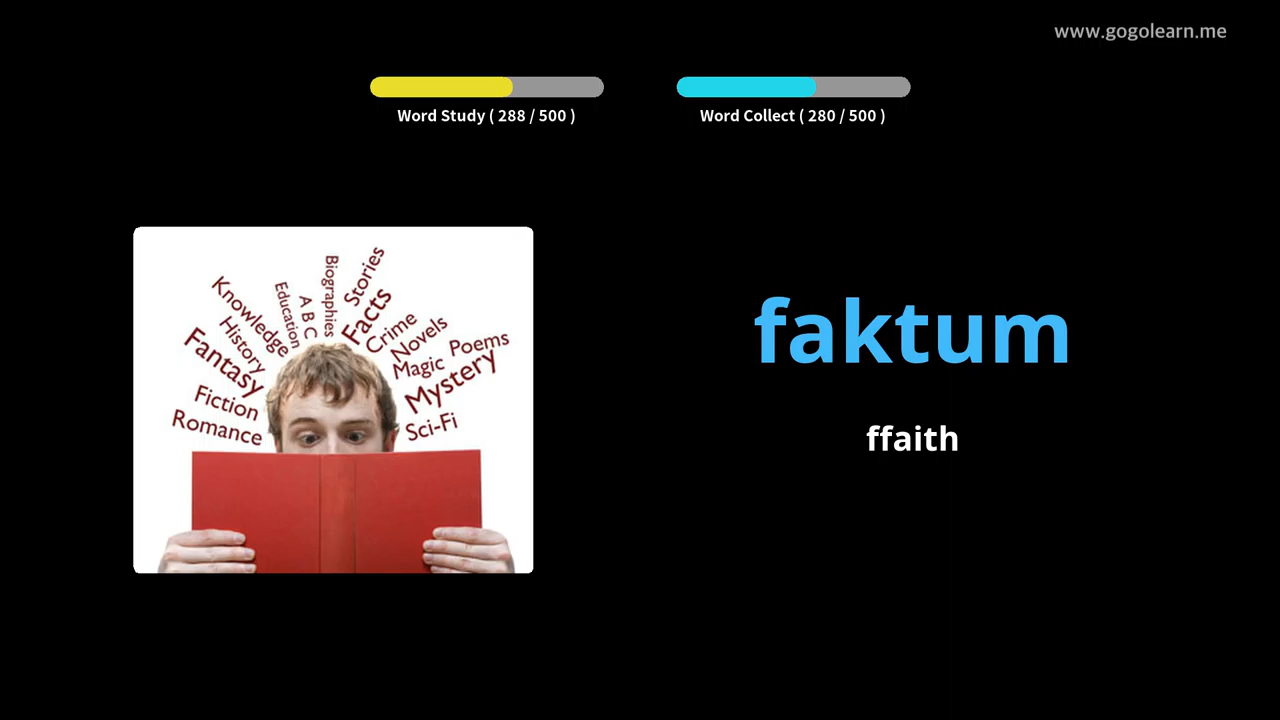 www.gogolearn.me
Word Study ( 288 / 500 )
Word Collect ( 280 / 500 )
Knowledge
Education
A B C
Biographies
Stories
Facts
Crime
Novels
Poems
Magic
Mystery
Sci-Fi
History
Fantasy
Fiction
Romance
faktum
ffaith